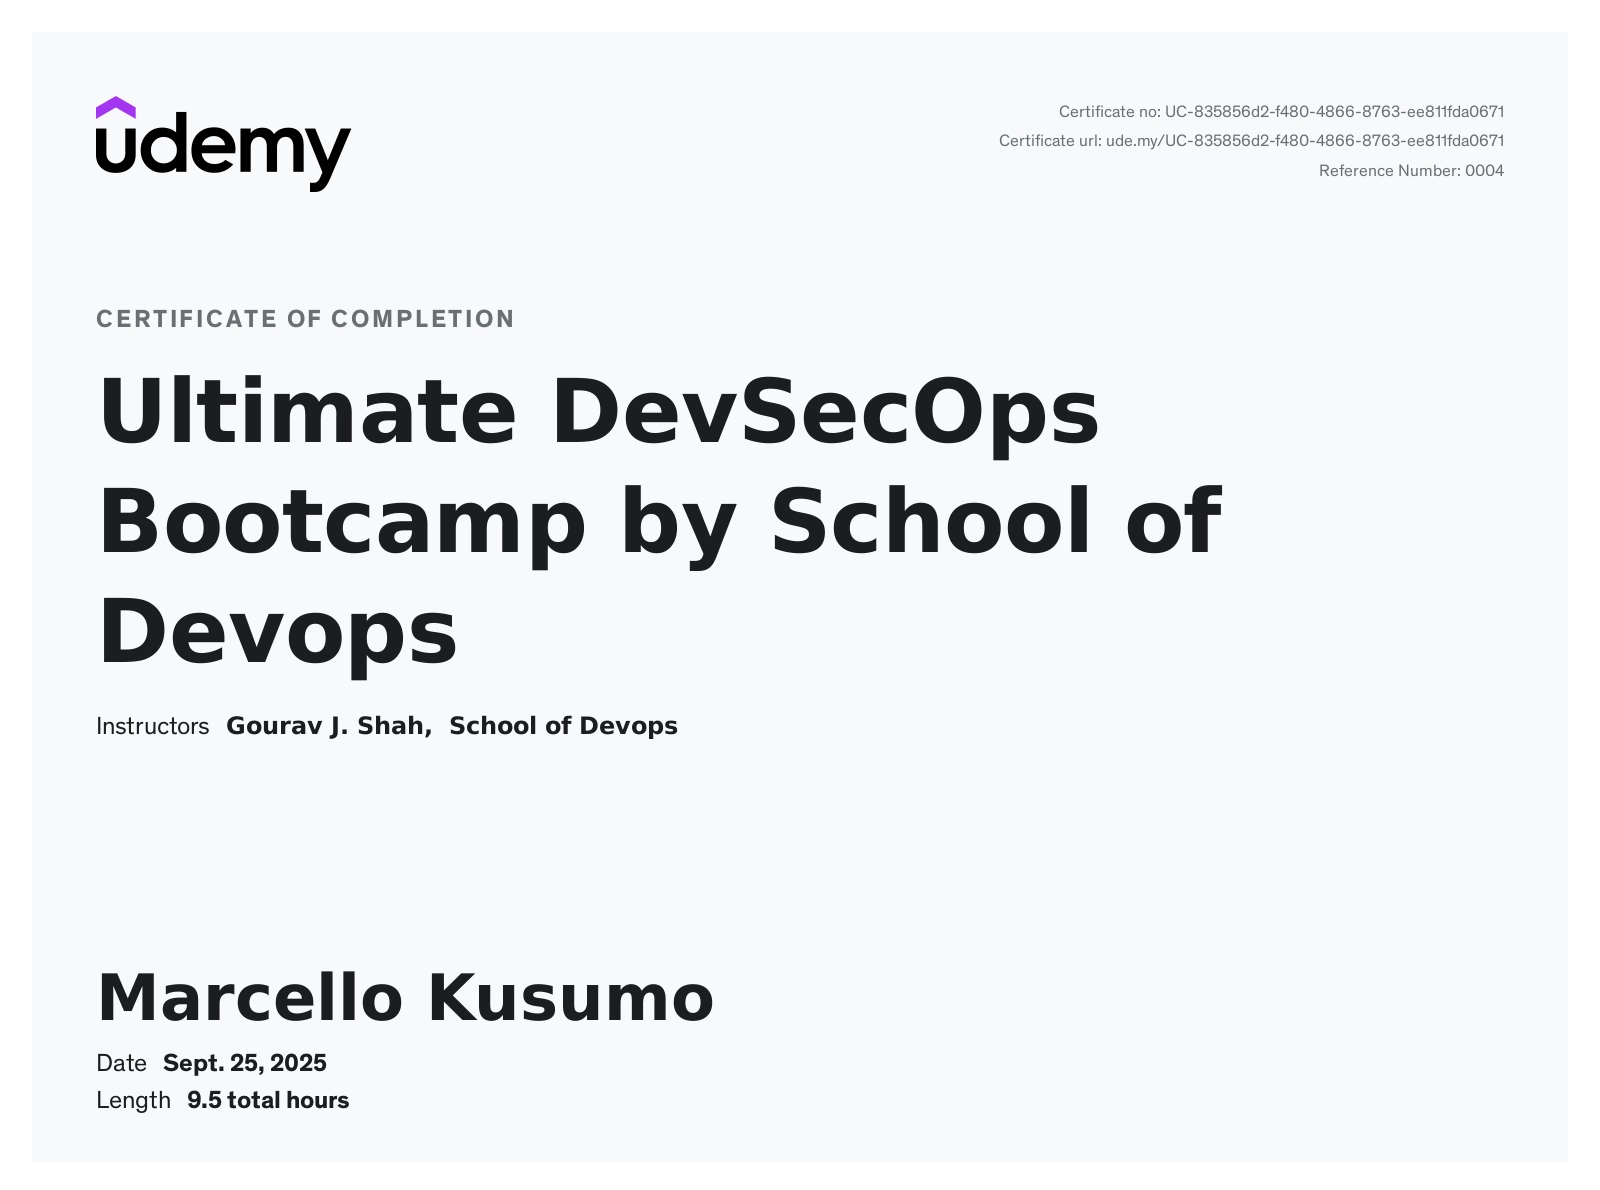 udemy
Certificate no: UC-835856d2-f480-4866-8763-ee811fda0671
Certificate url: ude.my/UC-835856d2-f480-4866-8763-ee811fda0671
Reference Number: 0004
CERTIFICATE OF COMPLETION
Ultimate DevSecOps
Bootcamp by School of
Devops
Instructors Gourav J. Shah, School of Devops
Marcello Kusumo
Date Sept. 25, 2025
Length 9.5 total hours